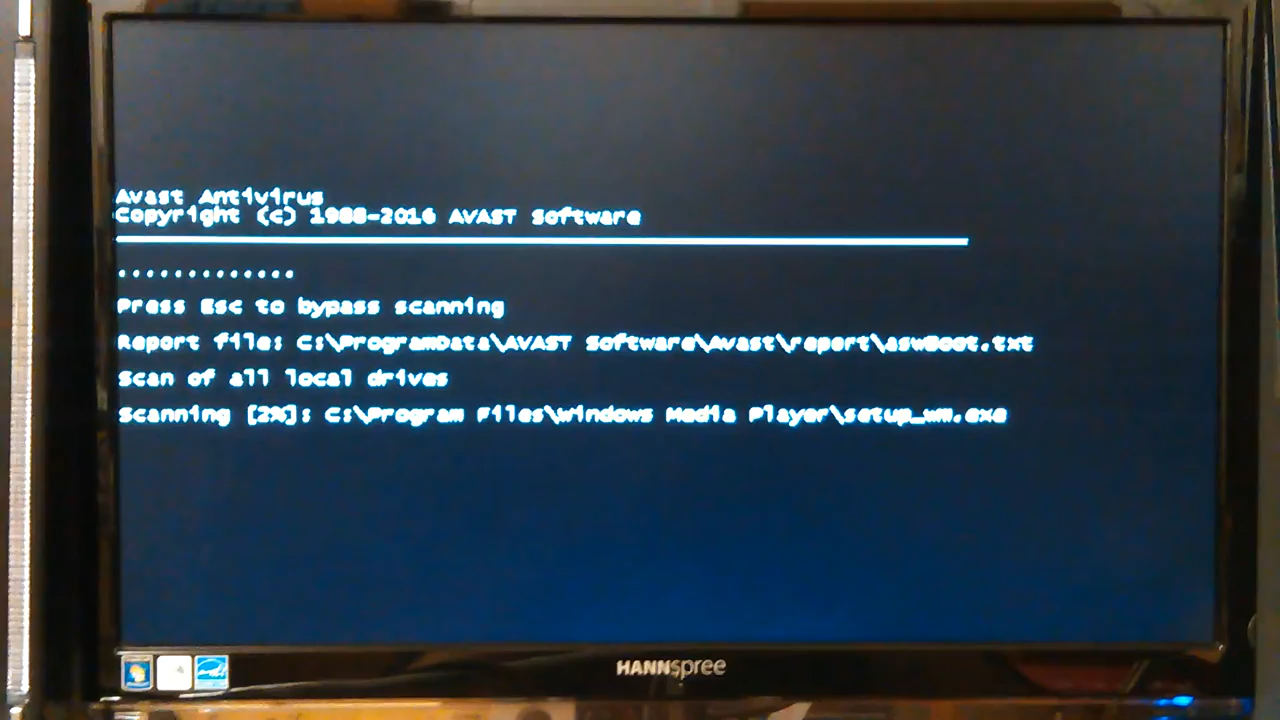 Avast Antivirus
Copyright (c) 1988-2016 AVAST Software
.............
Press Esc to bypass scanning
Report file: C:\ProgramData\AVAST Software\Avast\report\aswBoot.txt
Scan of all local drives
Scanning [2%]: C:\Program Files\Windows Media Player\setup_wm.exe
HANNspree